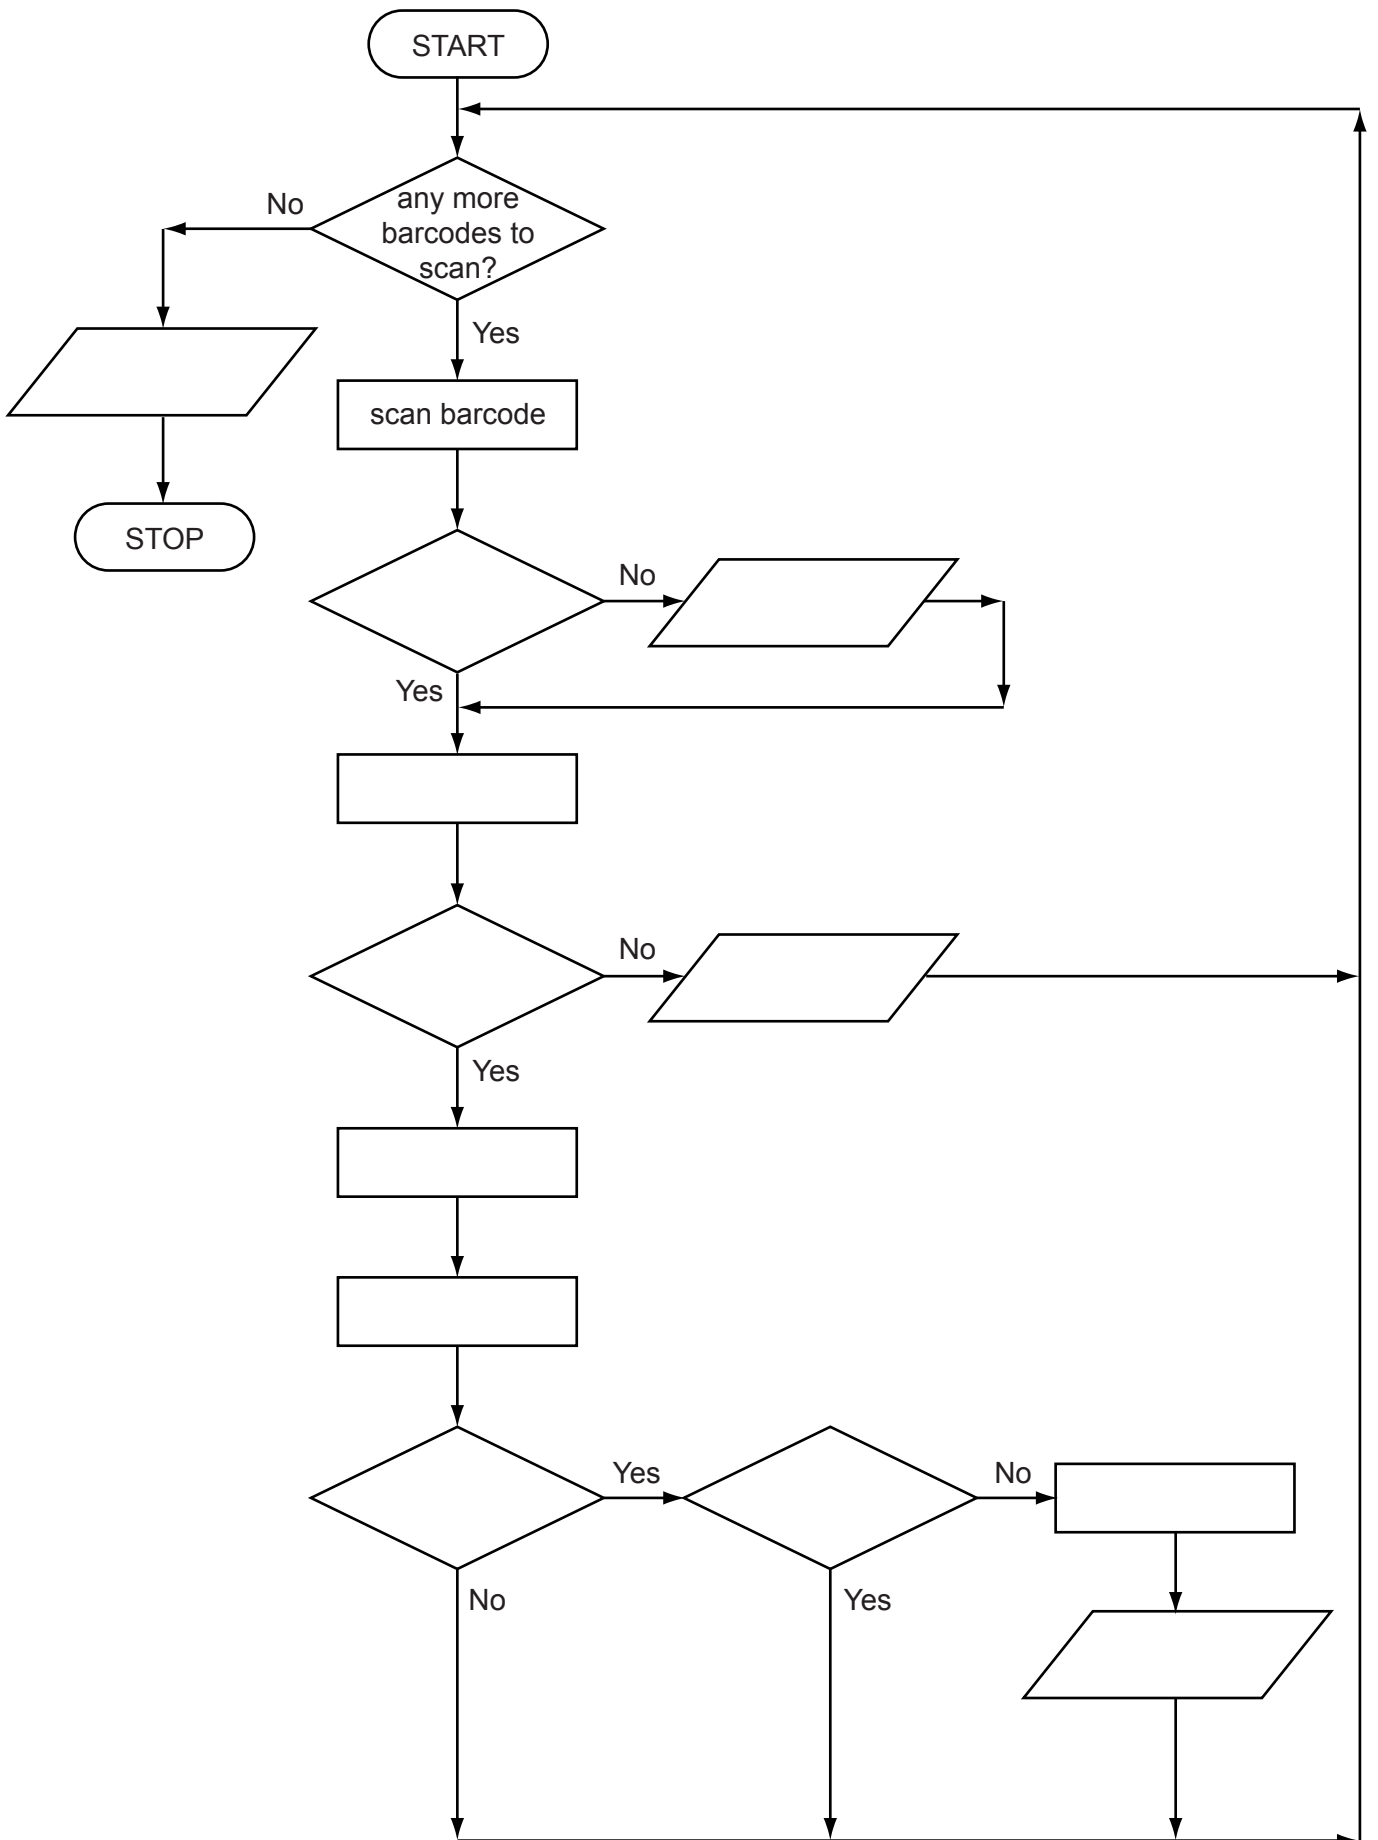 START
any more
barcodes to
scan?
No
Yes
scan barcode
STOP
No
Yes
No
Yes
Yes
No
No
Yes